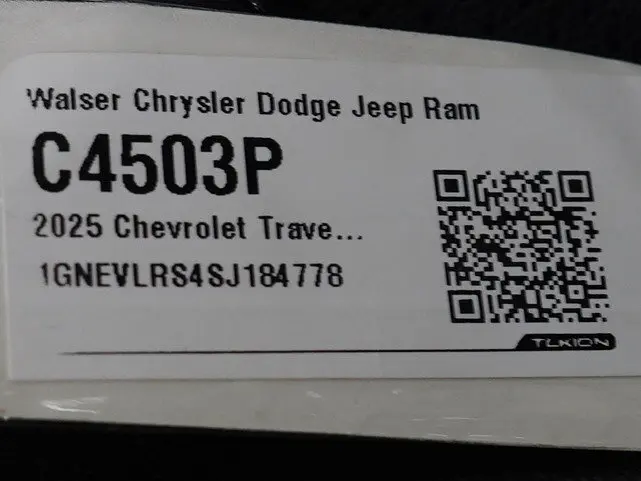 Walser Chrysler Dodge Jeep Ram
C4503P
2025 Chevrolet Trave...
1GNEVLRS4SJ184778
TEKION